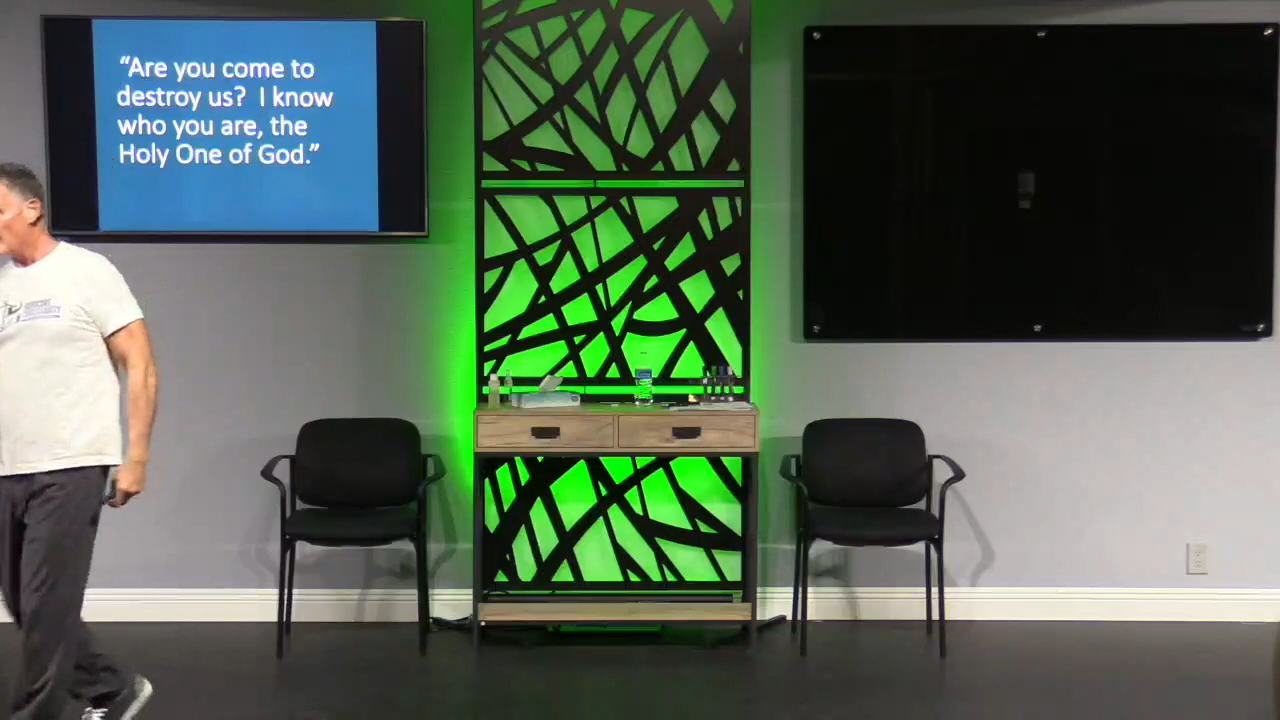 “Are you come to
destroy us?  I know
who you are, the
Holy One of God.”